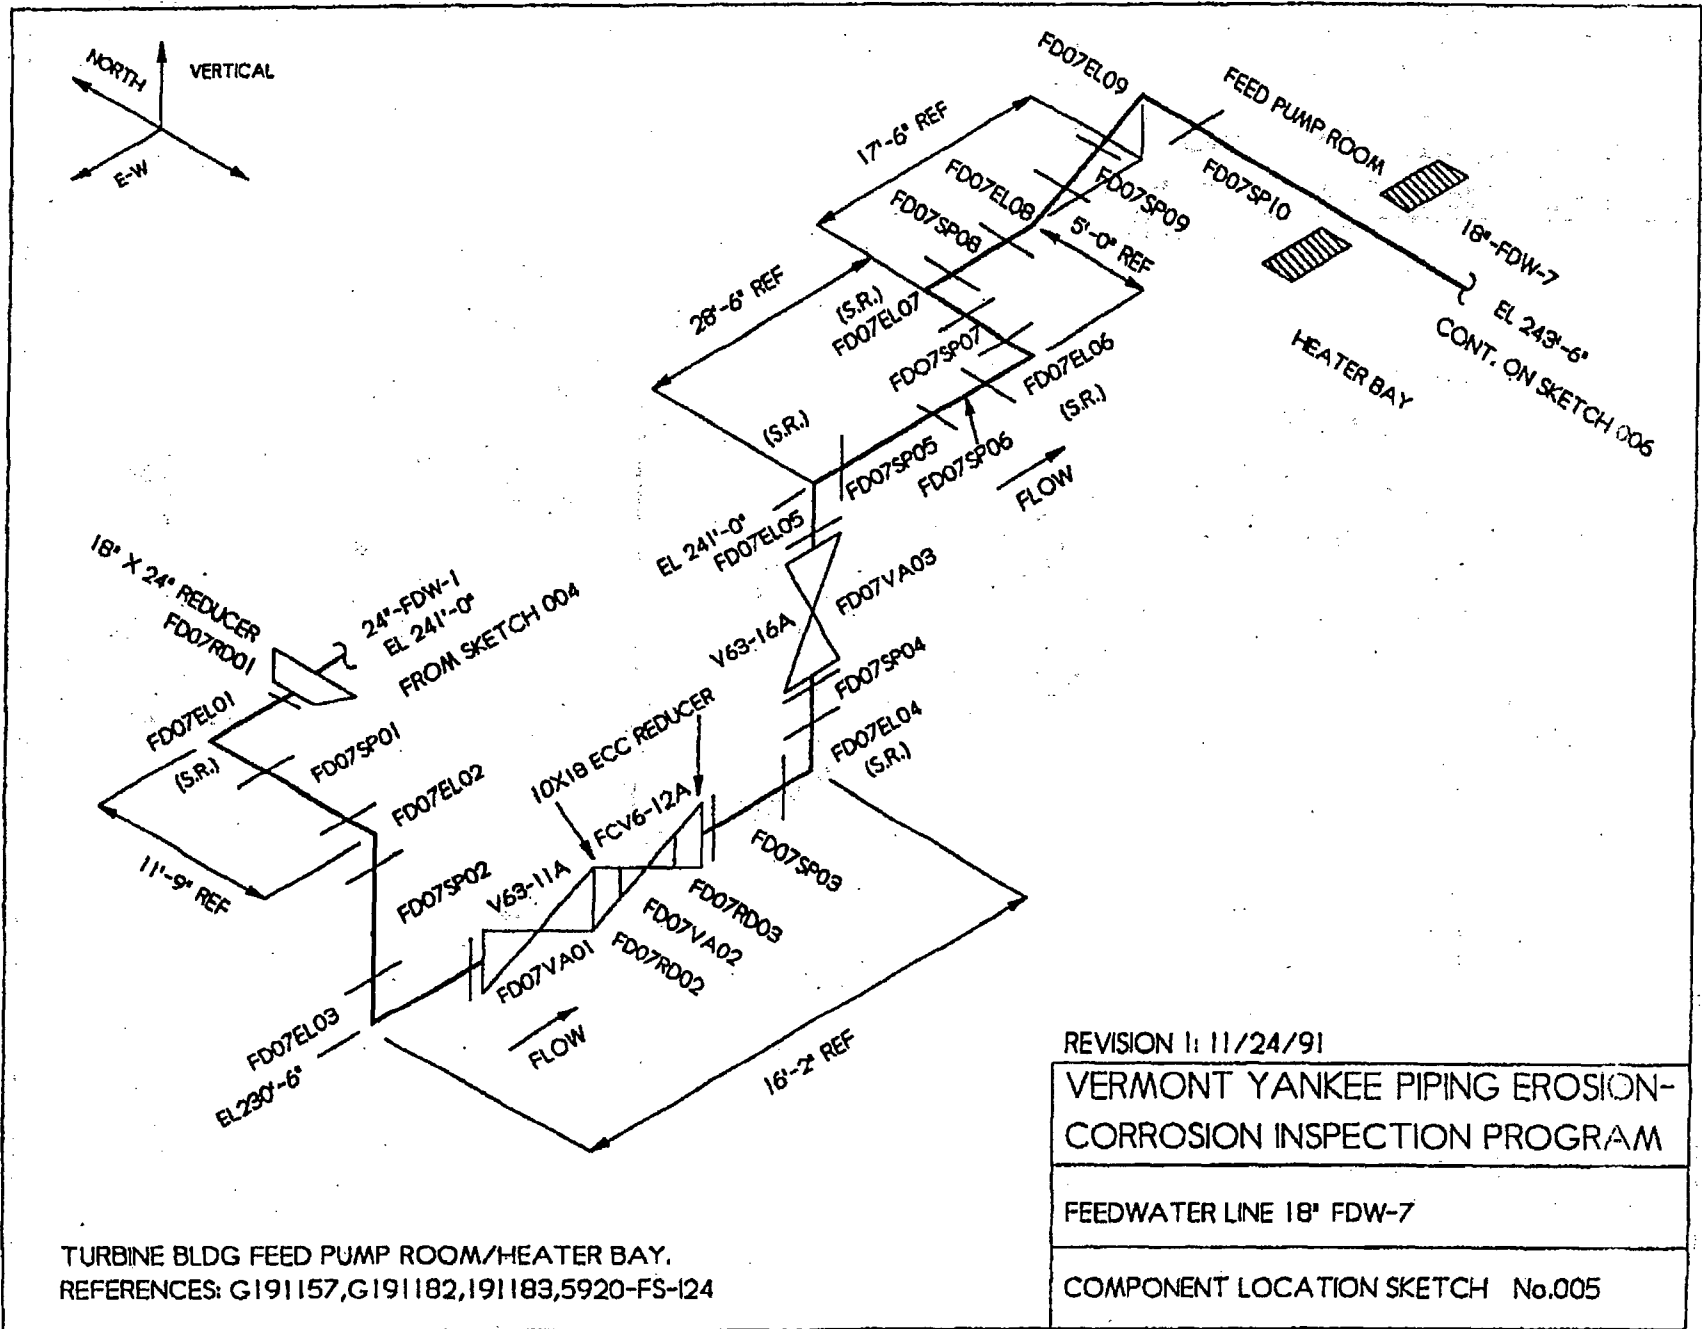 NORTH
VERTICAL
E-W
FD07EL09
FEED PUMP ROOM
17'-6" REF
FD07EL08
FD07SP09
FD07SP10
FD07SP08
5'-0" REF
18"-FDW-7
28'-6" REF
(S.R.)
FD07EL07
EL 243'-6"
CONT. ON SKETCH 006
HEATER BAY
FD07SP07
FD07EL06
(S.R.)
(S.R.)
FD07SP05
FD07SP06
FLOW
EL 241'-0"
FD07EL05
18" X 24" REDUCER
FD07RD01
24"-FDW-1
EL 241'-0"
FROM SKETCH 004
FD07VA03
V63-16A
FD07SP04
FD07EL04
(S.R.)
FD07EL01
(S.R.)
FD07SP01
10X18 ECC REDUCER
FD07EL02
FCV6-12A
11'-9" REF
FD07SP02
V63-11A
FD07SP03
FD07RD03
FD07VA02
FD07RD02
FD07VA01
FD07EL03
EL230'-6"
FLOW
16'-2" REF
REVISION 1: 11/24/91
VERMONT YANKEE PIPING EROSION-
CORROSION INSPECTION PROGRAM
FEEDWATER LINE 18" FDW-7
TURBINE BLDG FEED PUMP ROOM/HEATER BAY.
REFERENCES: G191157,G191182,191183,5920-FS-124
COMPONENT LOCATION SKETCH No.005